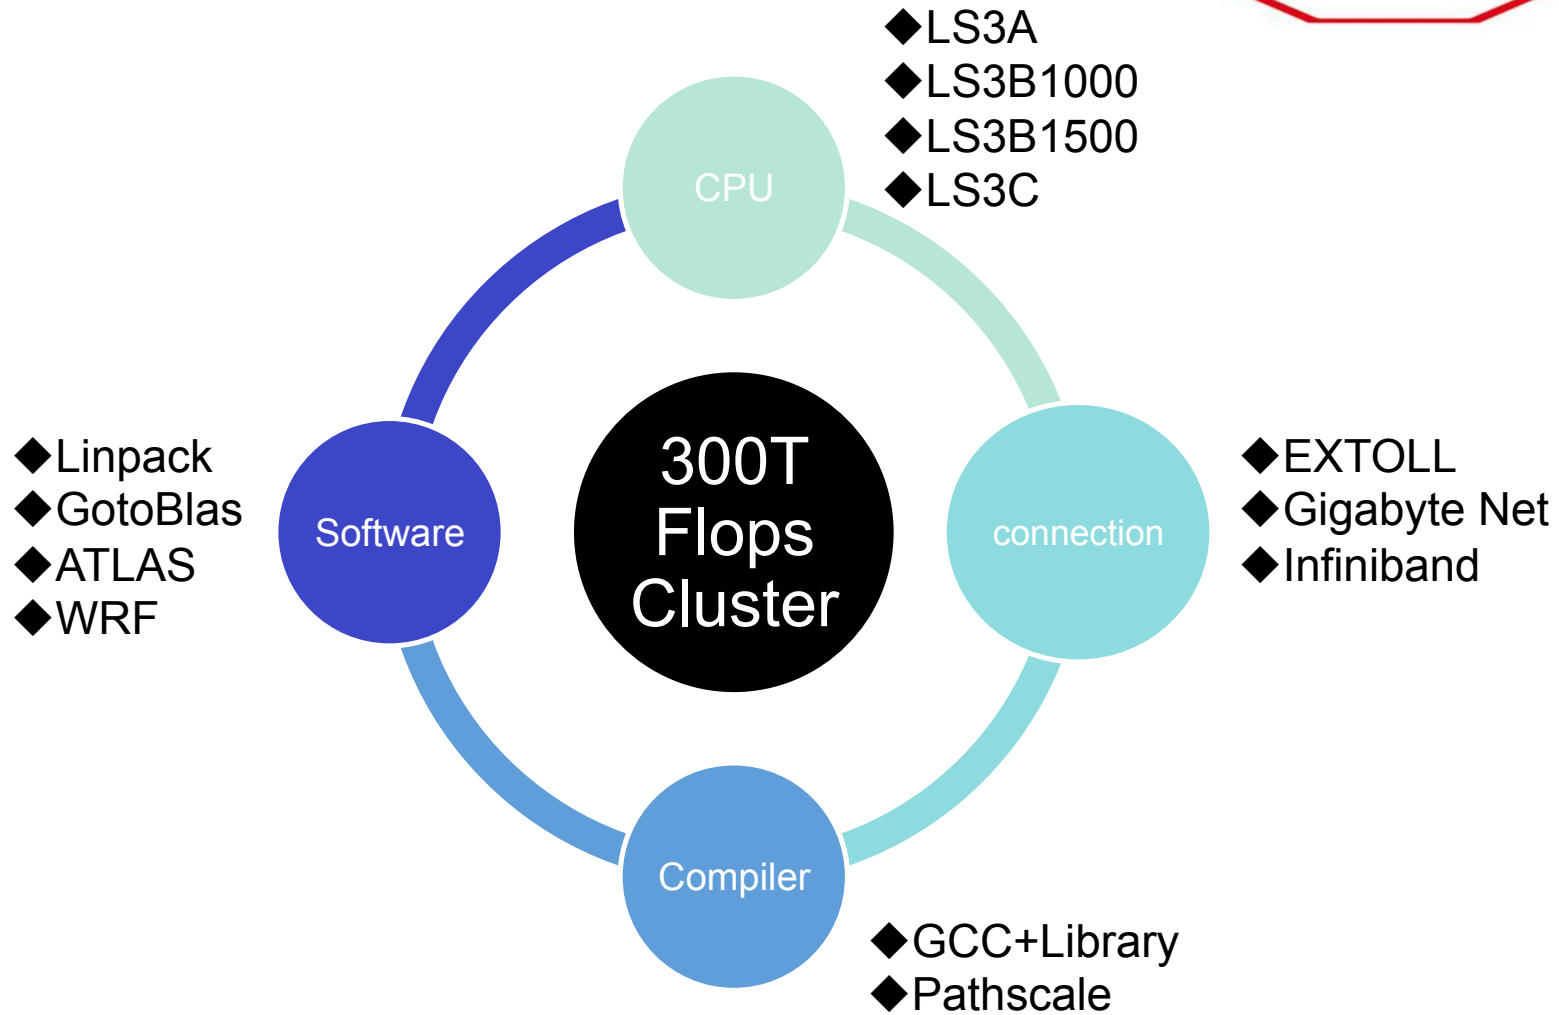 ◆LS3A
◆LS3B1000
◆LS3B1500
◆LS3C
CPU
◆Linpack
◆GotoBlas
◆ATLAS
◆WRF
Software
300T
Flops
Cluster
connection
◆EXTOLL
◆Gigabyte Net
◆Infiniband
Compiler
◆GCC+Library
◆Pathscale